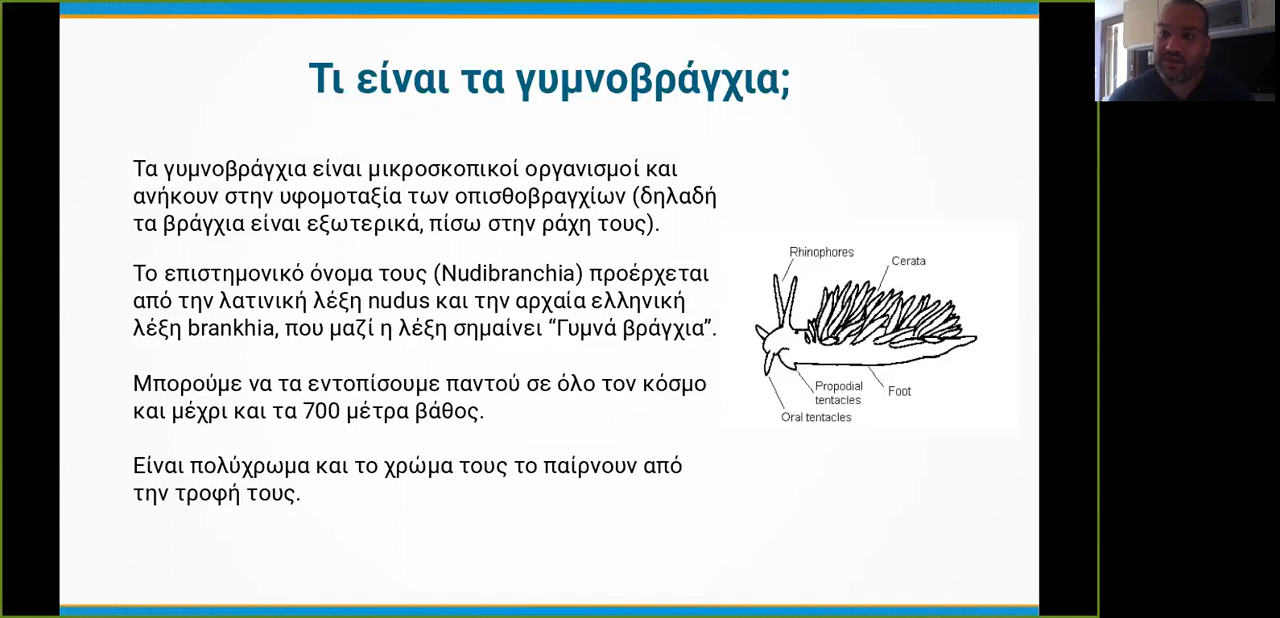 Τι είναι τα γυμνοβράγχια;
Τα γυμνοβράγχια είναι μικροσκοπικοί οργανισμοί και
ανήκουν στην υφομοταξία των οπισθοβραγχίων (δηλαδή
τα βράγχια είναι εξωτερικά, πίσω στην ράχη τους).
Το επιστημονικό όνομα τους (Nudibranchia) προέρχεται
από την λατινική λέξη nudus και την αρχαία ελληνική
λέξη brankhia, που μαζί η λέξη σημαίνει “Γυμνά βράγχια”.
Μπορούμε να τα εντοπίσουμε παντού σε όλο τον κόσμο
και μέχρι και τα 700 μέτρα βάθος.
Είναι πολύχρωμα και το χρώμα τους το παίρνουν από
την τροφή τους.
Rhinophores
Cerata
Propodial
tentacles
Foot
Oral tentacles